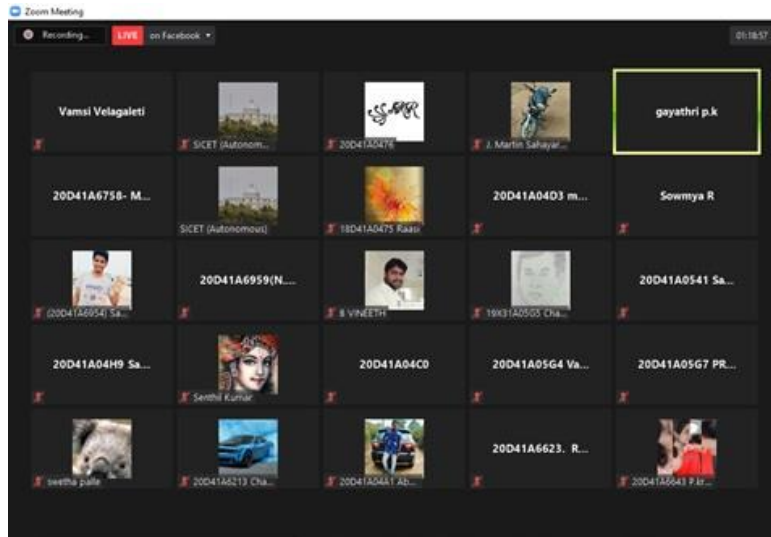 Zoom Meeting
Recording... LIVE on Facebook 01:18:57
Vamsi Velagaleti
SICET (Autonom...
20D41A0476
J. Martin Sahayar...
gayathri p.k
20D41A6758- M...
SICET (Autonomous)
18D41A0475 Raasi
20D41A04D3 m...
Sowmya R
(20D41A6954) Sa...
20D41A6959(N....
B VINEETH
19X31A05G5 Cha...
20D41A0541 Sa...
20D41A04H9 Sa...
Senthil Kumar
20D41A04C0
20D41A05G4 Va...
20D41A05G7 PR...
swetha palle
20D41A6213 Cha...
20D41A04A1 Ab...
20D41A6623. R...
20D41A6643 P.kr...